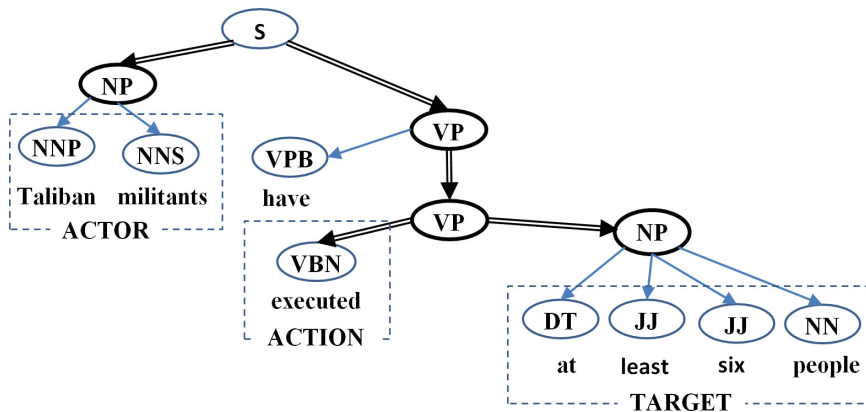 S
NP
NNP NNS VPB VP
Taliban militants have
ACTOR
VP NP
VBN
executed
ACTION
DT JJ JJ NN
at least six people
TARGET